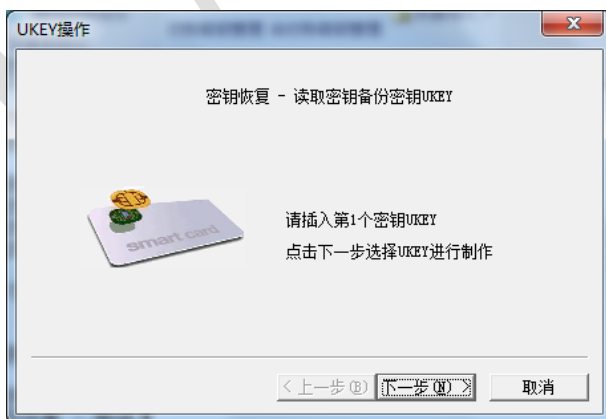 UKEY操作
密钥恢复 - 读取密钥备份密钥UKEY
smart card
请插入第1个密钥UKEY
点击下一步选择UKEY进行制作
< 上一步(B)
下一步(N) >
取消